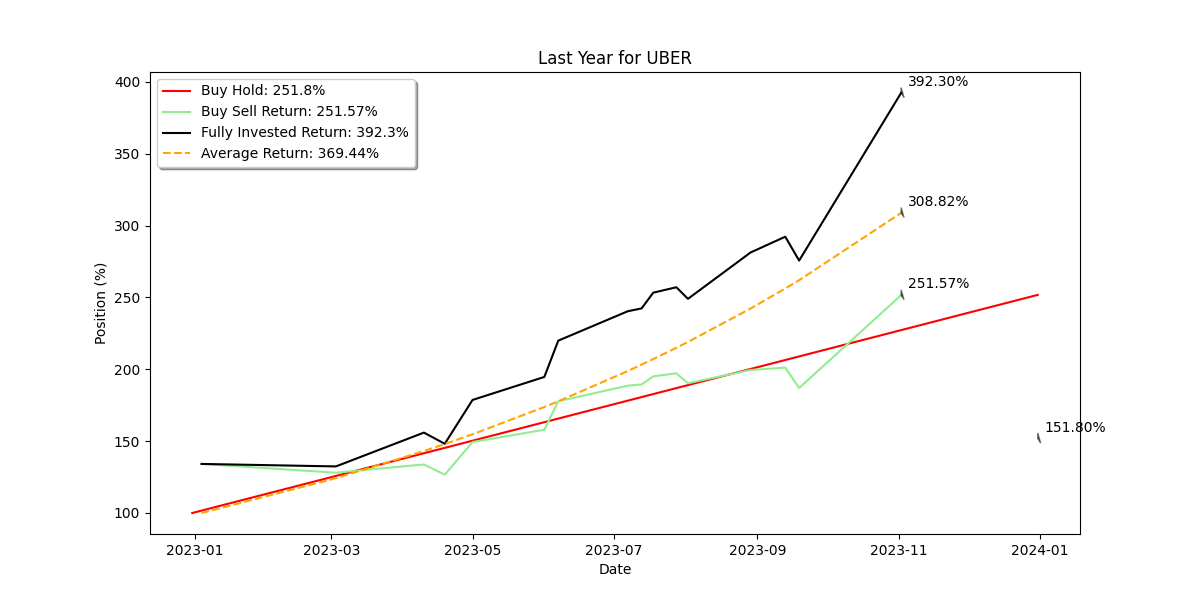 Last Year for UBER
Buy Hold: 251.8%
Buy Sell Return: 251.57%
Fully Invested Return: 392.3%
Average Return: 369.44%
392.30%
308.82%
251.57%
151.80%
Position (%)
400
350
300
250
200
150
100
2023-01
2023-03
2023-05
2023-07
2023-09
2023-11
2024-01
Date